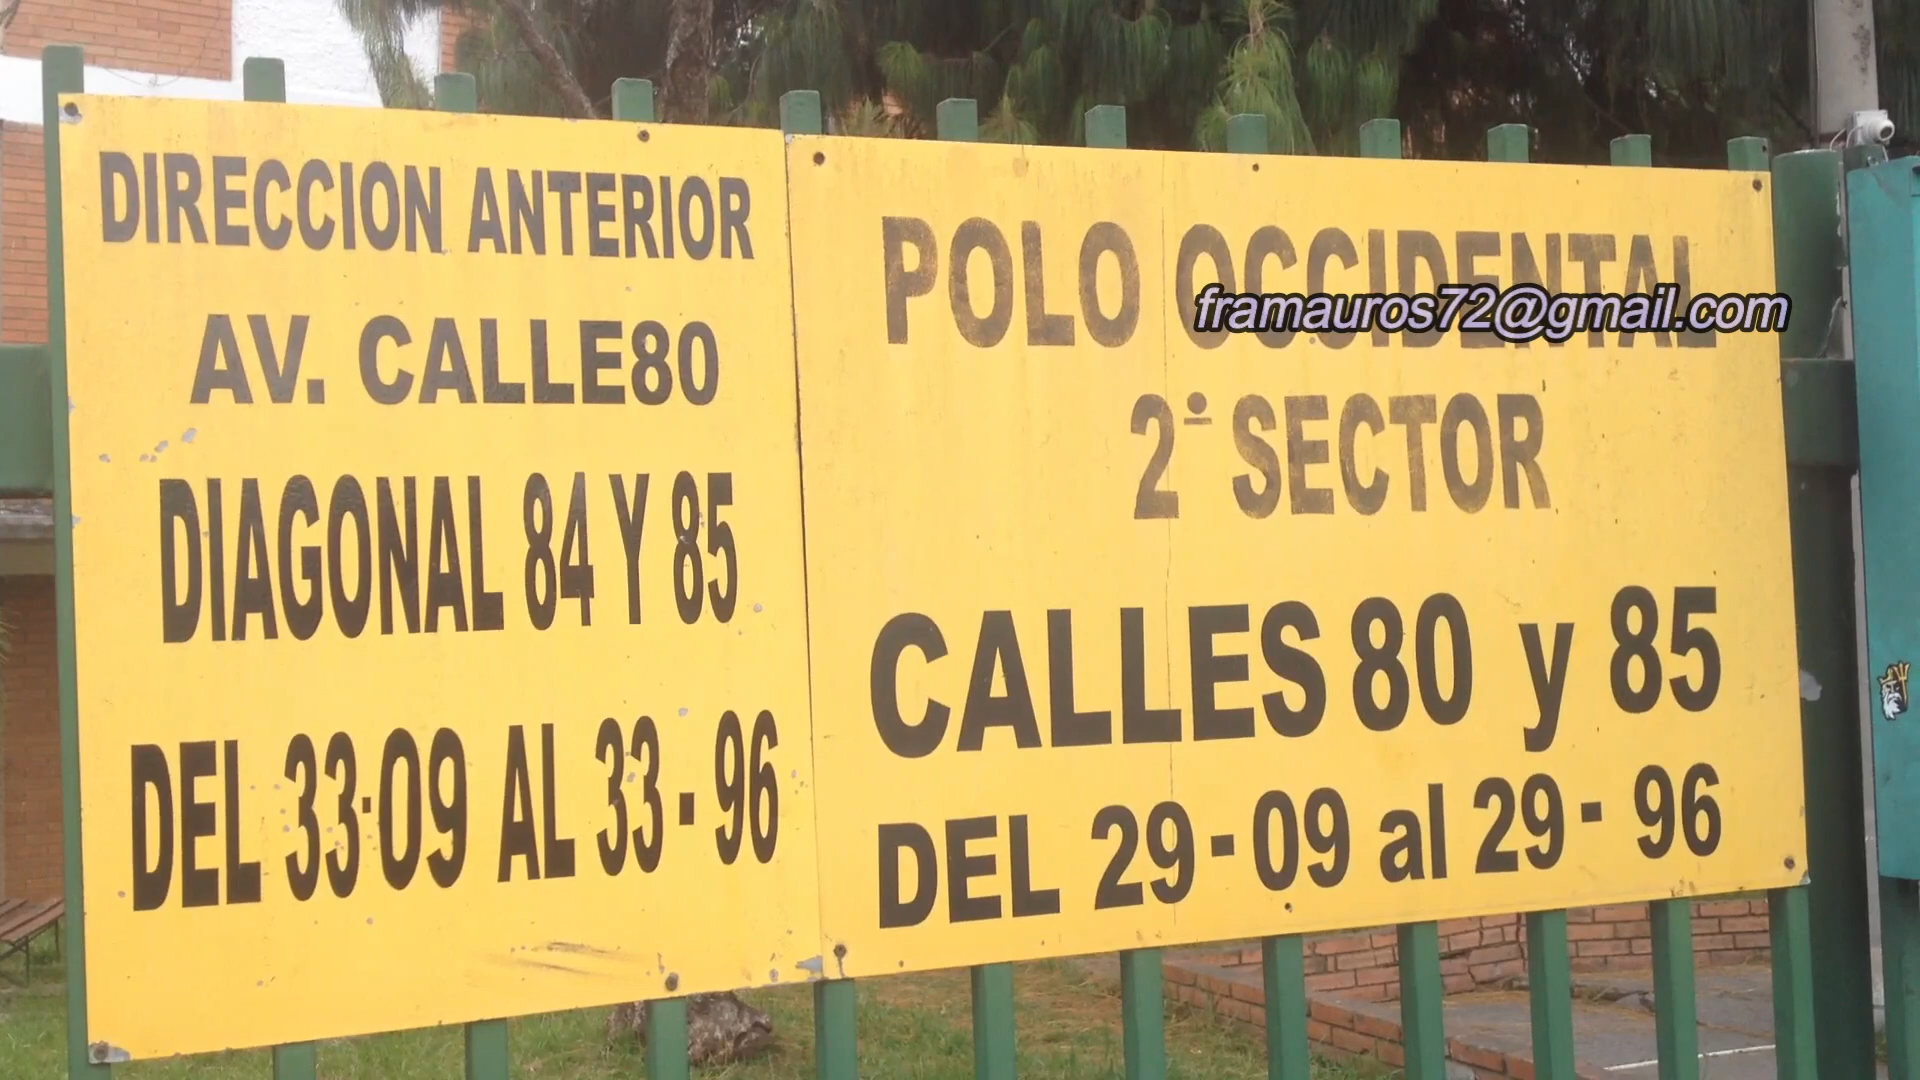 DIRECCION ANTERIOR
AV. CALLE80
DIAGONAL 84 Y 85
DEL 33-09 AL 33-96
POLO OCCIDENTAL
framauros72@gmail.com
2ª SECTOR
CALLES 80 y 85
DEL 29-09 al 29-96